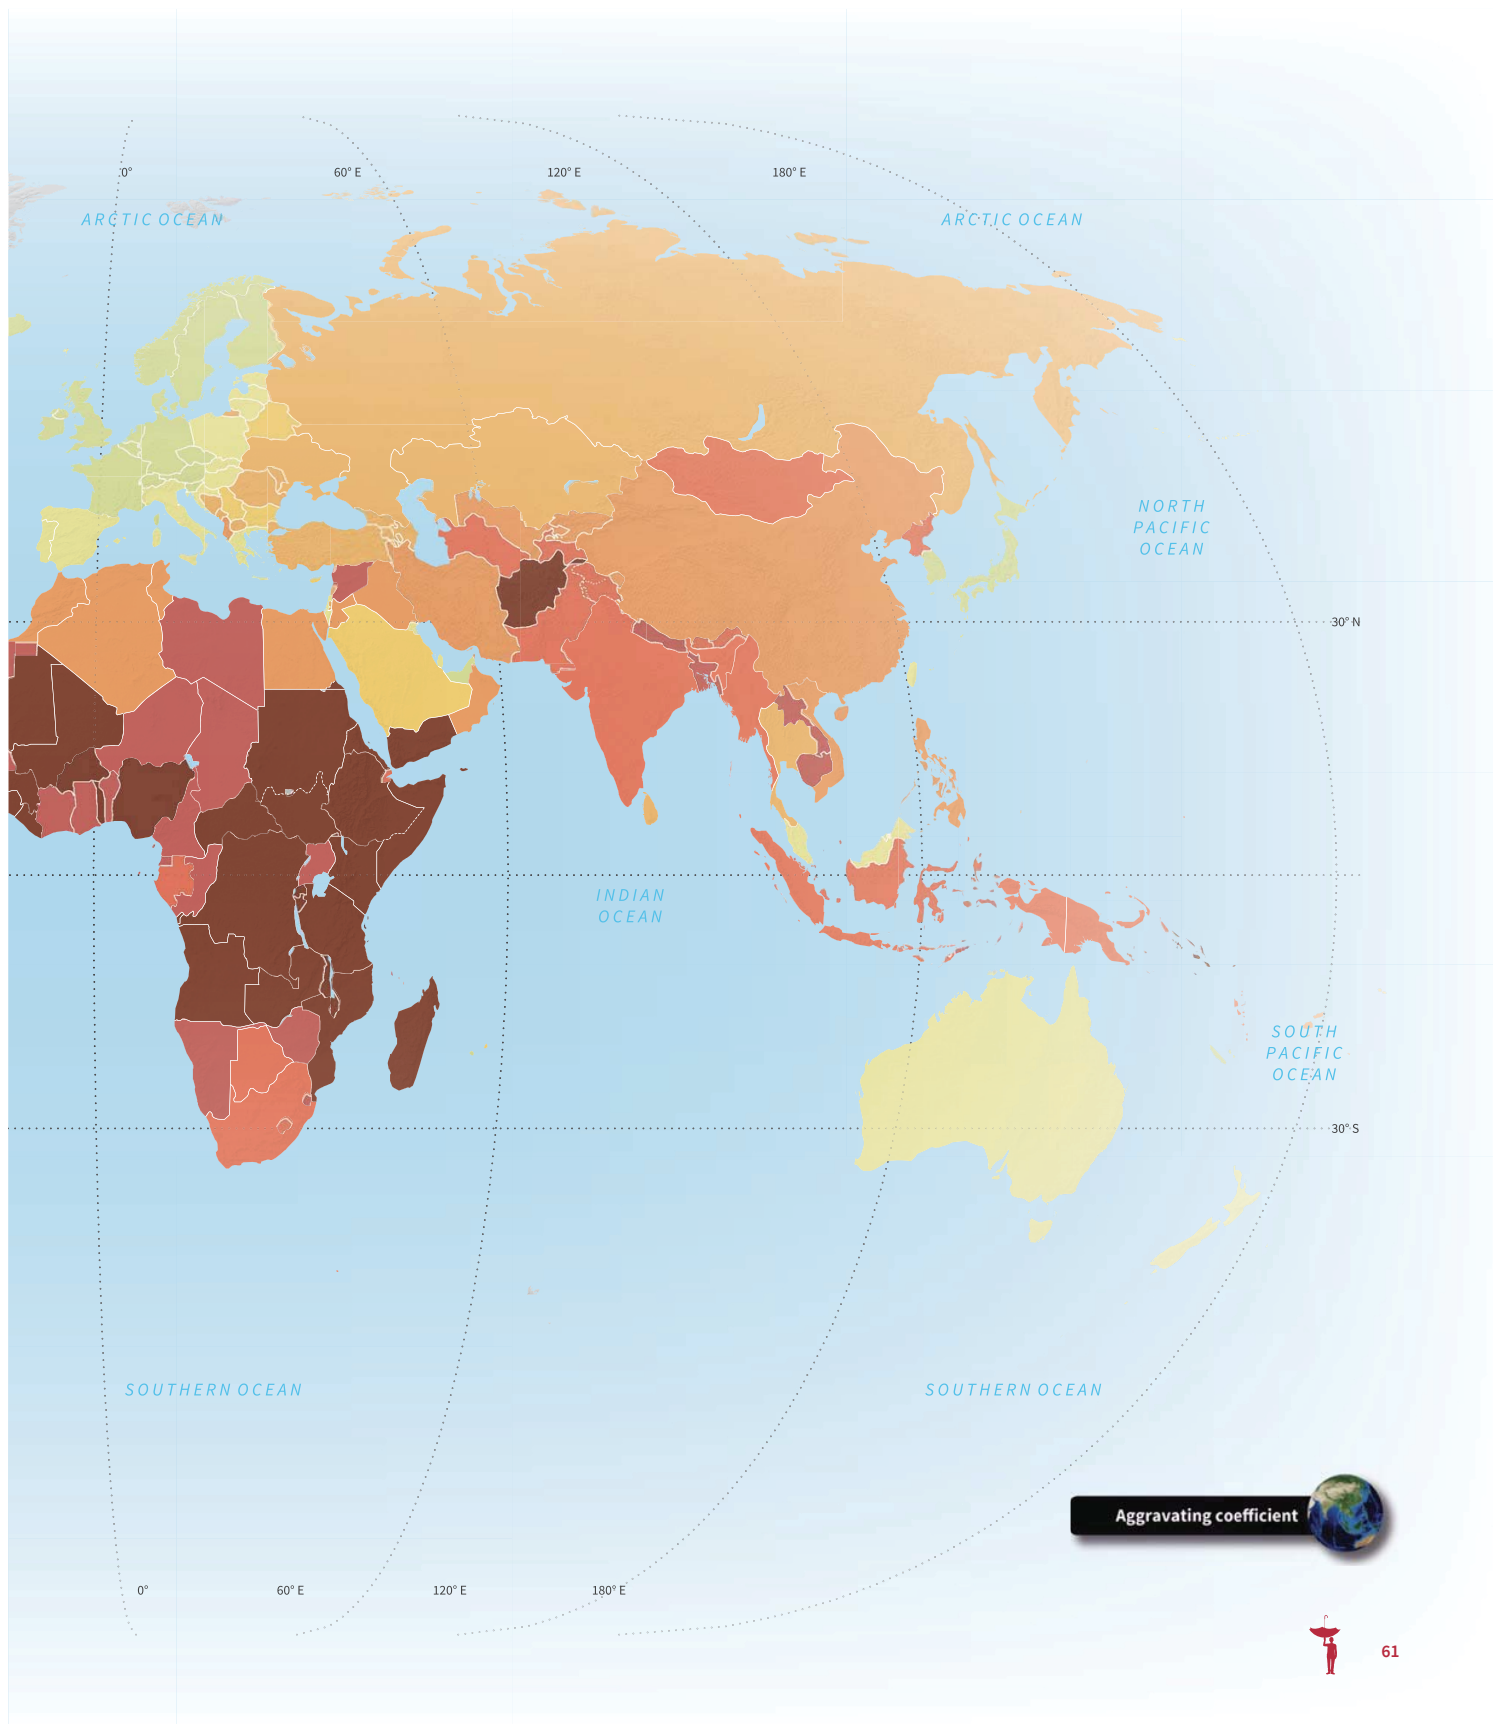 0°
60° E
120° E
180° E
ARCTIC OCEAN
ARCTIC OCEAN
NORTH
PACIFIC
OCEAN
30° N
INDIAN
OCEAN
SOUTH
PACIFIC
OCEAN
30° S
SOUTHERN OCEAN
SOUTHERN OCEAN
Aggravating coefficient
0°
60° E
120° E
180° E
61